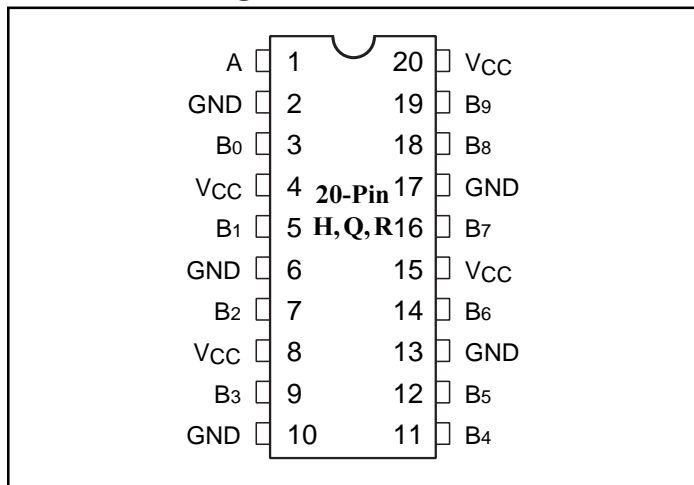 A 1 20 VCC
GND 2 19 B9
B0 3 18 B8
VCC 4 20-Pin 17 GND
B1 5 H, Q, R 16 B7
GND 6 15 VCC
B2 7 14 B6
VCC 8 13 GND
B3 9 12 B5
GND 10 11 B4